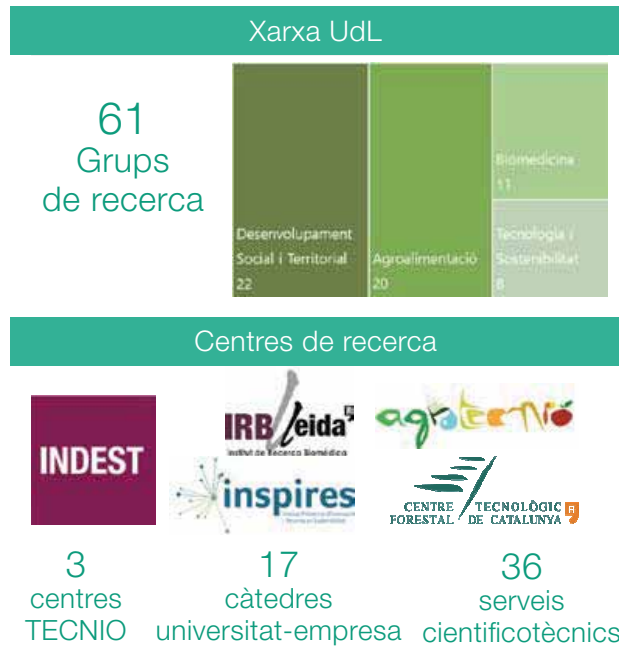 Xarxa UdL
61
Grups
de recerca
Desenvolupament
Social i Territorial
22
Agroalimentació
20
Biomedicina
11
Tecnologia i
Sostenibilitat
8
Centres de recerca
INDEST
IRBLleida
Institut de Recerca Biomèdica
inspires
agrotecnio
CENTRE TECNOLÒGIC
FORESTAL DE CATALUNYA
3
centres
TECNIO
17
càtedres
universitat-empresa
36
serveis
cientificotècnics